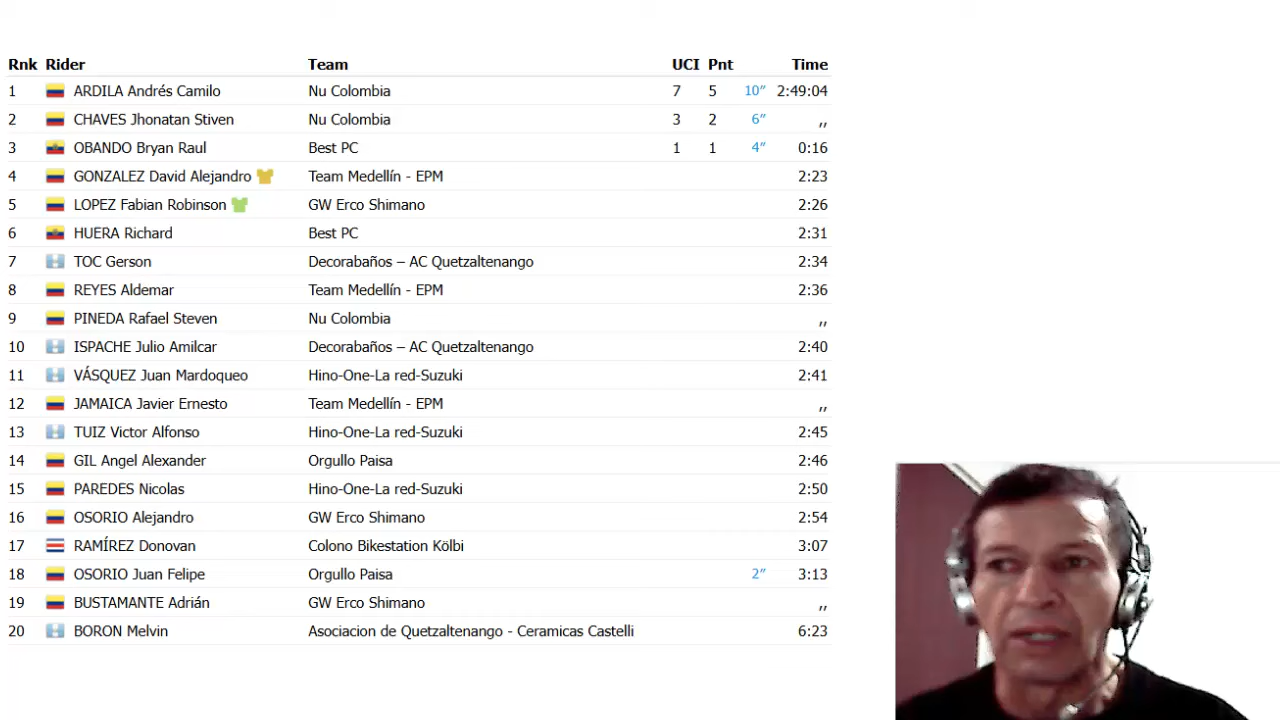 Rnk Rider Team UCI Pnt Time
1 ARDILA Andrés Camilo Nu Colombia 7 5 10″ 2:49:04
2 CHAVES Jhonatan Stiven Nu Colombia 3 2 6″ ,,
3 OBANDO Bryan Raul Best PC 1 1 4″ 0:16
4 GONZALEZ David Alejandro Team Medellín - EPM 2:23
5 LOPEZ Fabian Robinson GW Erco Shimano 2:26
6 HUERA Richard Best PC 2:31
7 TOC Gerson Decorabaños – AC Quetzaltenango 2:34
8 REYES Aldemar Team Medellín - EPM 2:36
9 PINEDA Rafael Steven Nu Colombia ,,
10 ISPACHE Julio Amilcar Decorabaños – AC Quetzaltenango 2:40
11 VÁSQUEZ Juan Mardoqueo Hino-One-La red-Suzuki 2:41
12 JAMAICA Javier Ernesto Team Medellín - EPM ,,
13 TUIZ Victor Alfonso Hino-One-La red-Suzuki 2:45
14 GIL Angel Alexander Orgullo Paisa 2:46
15 PAREDES Nicolas Hino-One-La red-Suzuki 2:50
16 OSORIO Alejandro GW Erco Shimano 2:54
17 RAMÍREZ Donovan Colono Bikestation Kölbi 3:07
18 OSORIO Juan Felipe Orgullo Paisa 2″ 3:13
19 BUSTAMANTE Adrián GW Erco Shimano ,,
20 BORON Melvin Asociacion de Quetzaltenango - Ceramicas Castelli 6:23